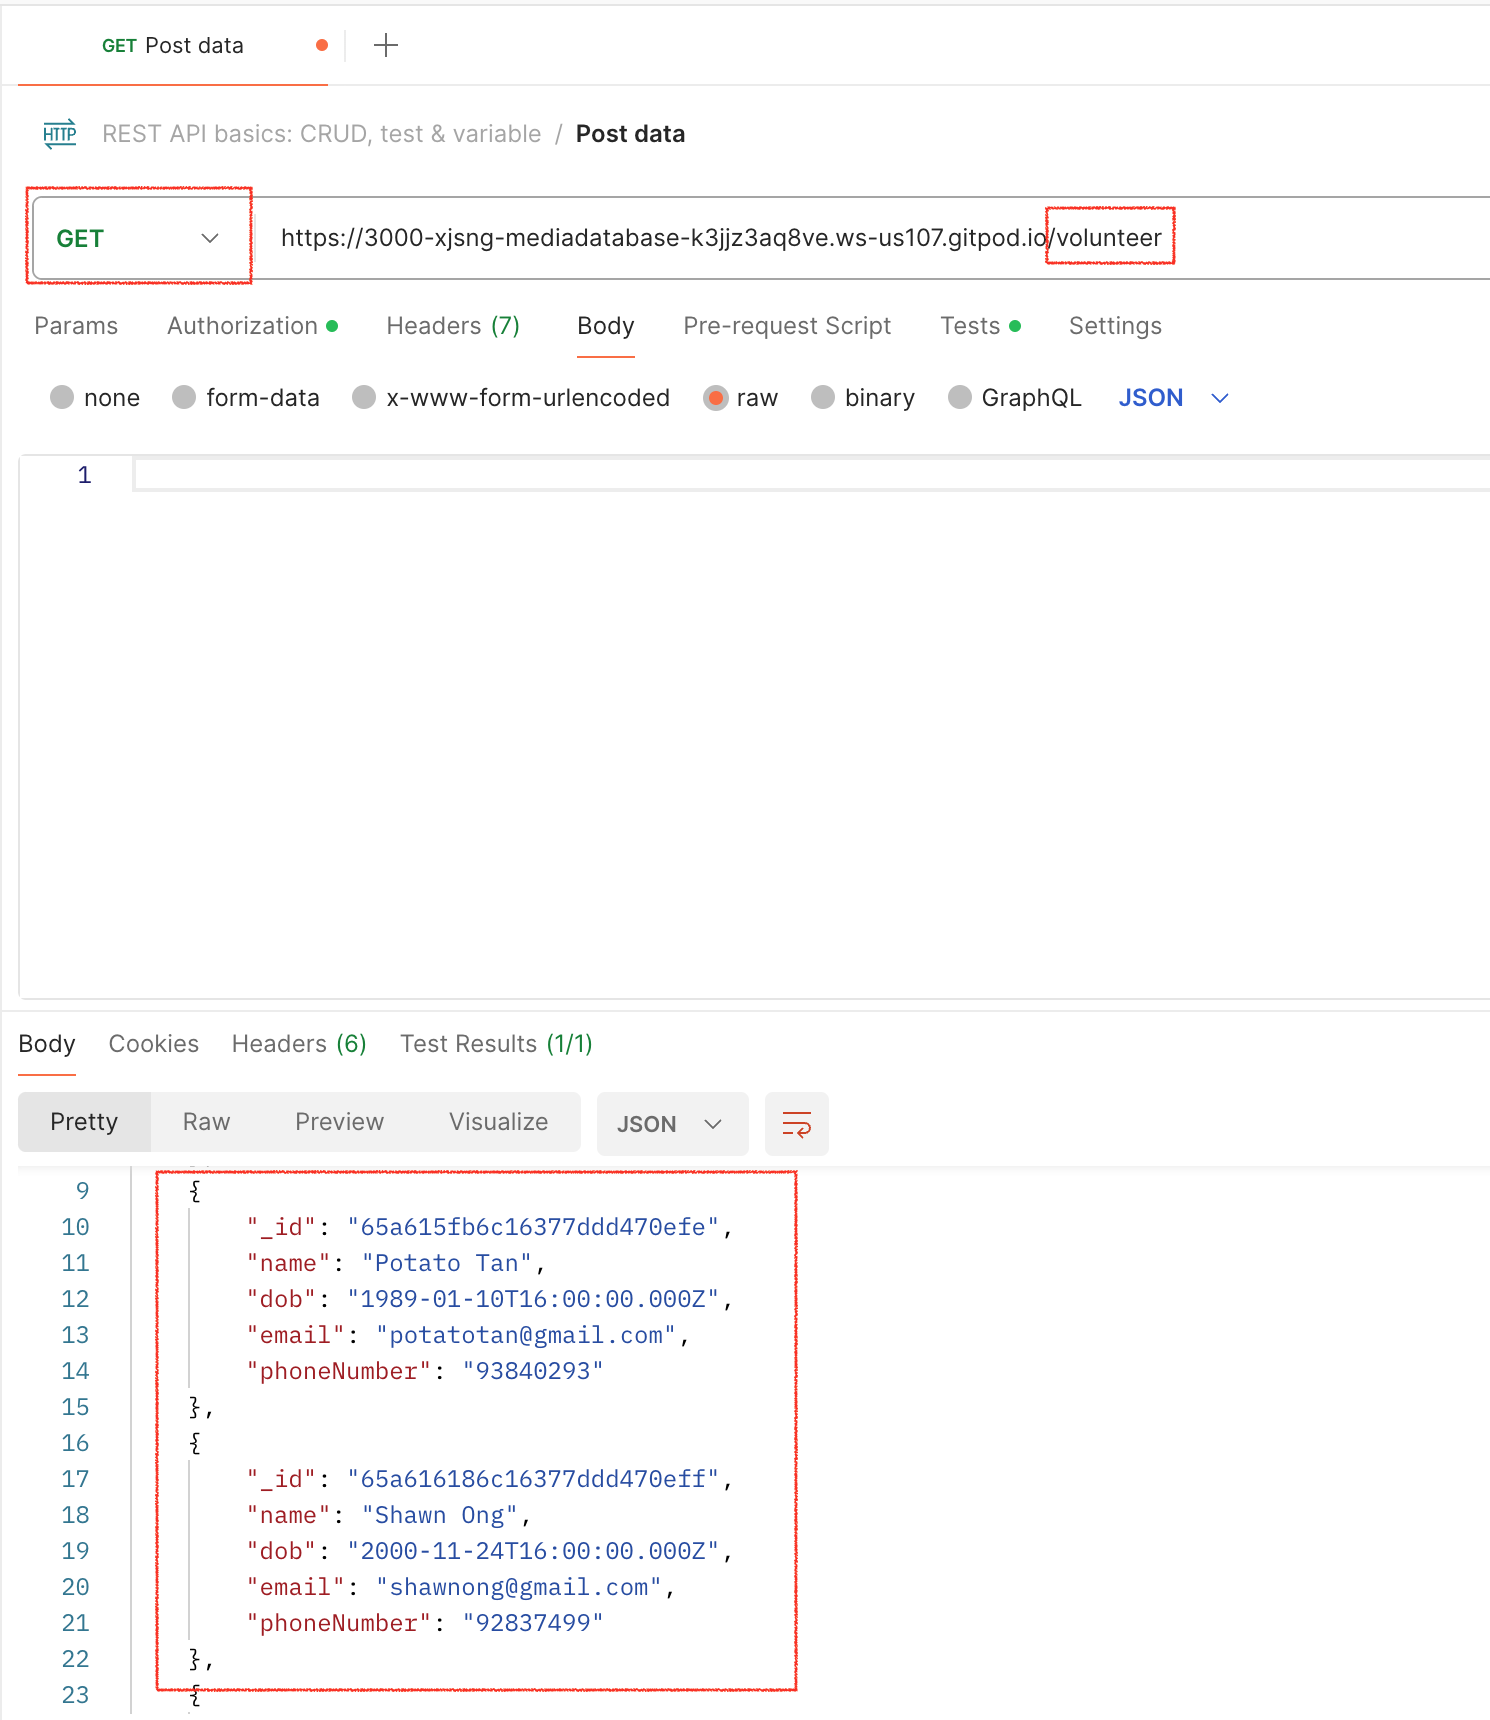 GET Post data
HTTP REST API basics: CRUD, test & variable / Post data
GET https://3000-xjsng-mediadatabase-k3jjz3aq8ve.ws-us107.gitpod.io/volunteer
Params Authorization Headers (7) Body Pre-request Script Tests Settings
none form-data x-www-form-urlencoded raw binary GraphQL JSON
1
Body Cookies Headers (6) Test Results (1/1)
Pretty Raw Preview Visualize JSON
9 {
10 "_id": "65a615fb6c16377ddd470efe",
11 "name": "Potato Tan",
12 "dob": "1989-01-10T16:00:00.000Z",
13 "email": "potatotan@gmail.com",
14 "phoneNumber": "93840293"
15 },
16 {
17 "_id": "65a616186c16377ddd470eff",
18 "name": "Shawn Ong",
19 "dob": "2000-11-24T16:00:00.000Z",
20 "email": "shawnong@gmail.com",
21 "phoneNumber": "92837499"
22 },
23 {